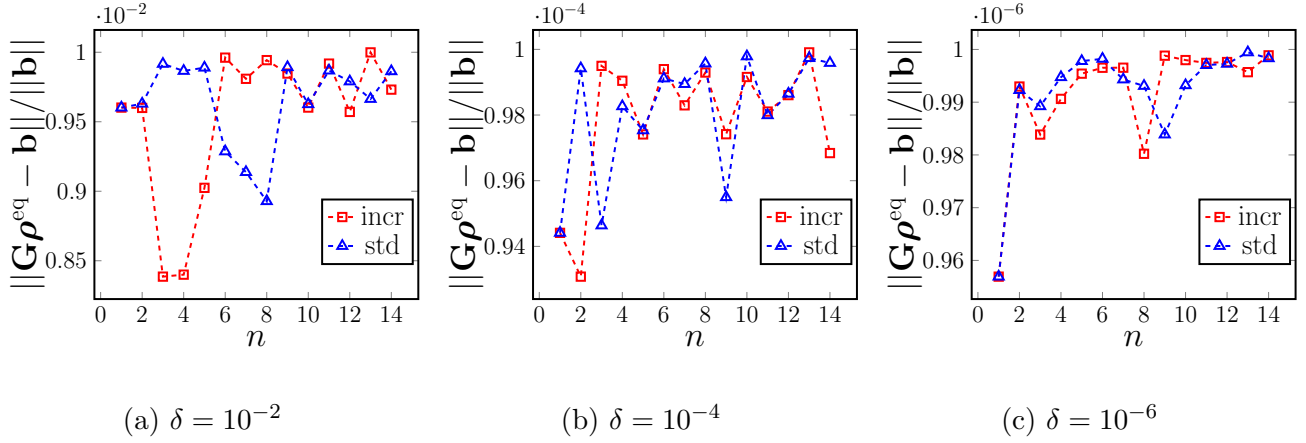 ·10⁻²
1
0.95
0.9
0.85
||Gρ^eq − b||/||b||
incr
std
0 2 4 6 8 10 12 14
n
(a) δ = 10⁻²
·10⁻⁴
1
0.98
0.96
0.94
||Gρ^eq − b||/||b||
incr
std
0 2 4 6 8 10 12 14
n
(b) δ = 10⁻⁴
·10⁻⁶
1
0.99
0.98
0.97
0.96
||Gρ^eq − b||/||b||
incr
std
0 2 4 6 8 10 12 14
n
(c) δ = 10⁻⁶